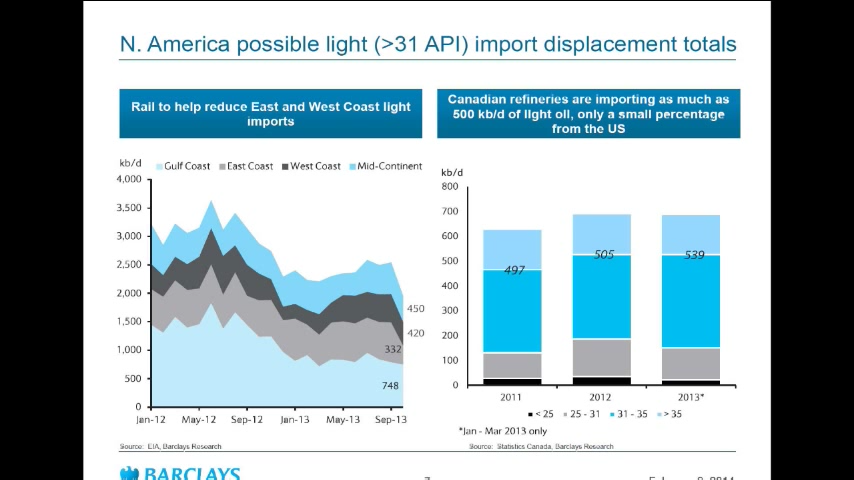 N. America possible light (>31 API) import displacement totals
Rail to help reduce East and West Coast light
imports
Canadian refineries are importing as much as
500 kb/d of light oil, only a small percentage
from the US
kb/d
Gulf Coast East Coast West Coast Mid-Continent
4,000
3,500
3,000
2,500
2,000
1,500
1,000
500
0
450
420
332
748
Jan-12 May-12 Sep-12 Jan-13 May-13 Sep-13
Source: EIA, Barclays Research
kb/d
800
700
600
500
400
300
200
100
0
497
505
539
2011 2012 2013*
< 25 25 - 31 31 - 35 > 35
*Jan - Mar 2013 only
Source: Statistics Canada, Barclays Research
BARCLAYS